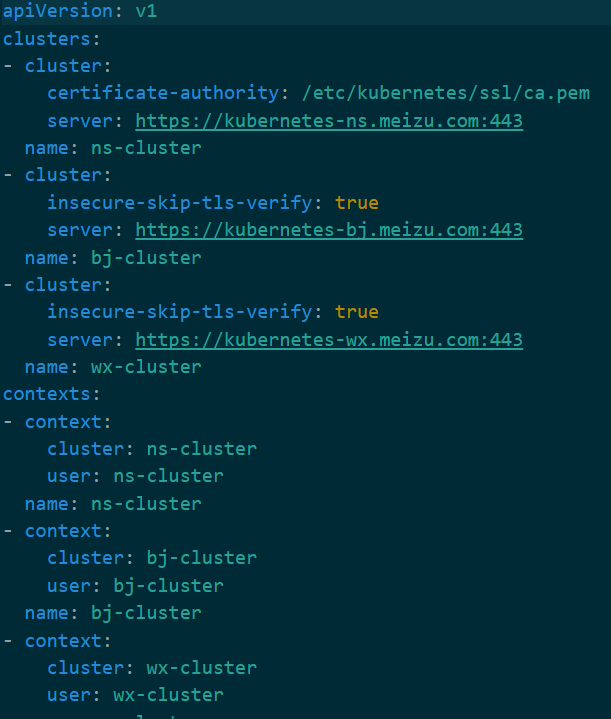 apiVersion: v1
clusters:
- cluster:
    certificate-authority: /etc/kubernetes/ssl/ca.pem
    server: https://kubernetes-ns.meizu.com:443
  name: ns-cluster
- cluster:
    insecure-skip-tls-verify: true
    server: https://kubernetes-bj.meizu.com:443
  name: bj-cluster
- cluster:
    insecure-skip-tls-verify: true
    server: https://kubernetes-wx.meizu.com:443
  name: wx-cluster
contexts:
- context:
    cluster: ns-cluster
    user: ns-cluster
  name: ns-cluster
- context:
    cluster: bj-cluster
    user: bj-cluster
  name: bj-cluster
- context:
    cluster: wx-cluster
    user: wx-cluster